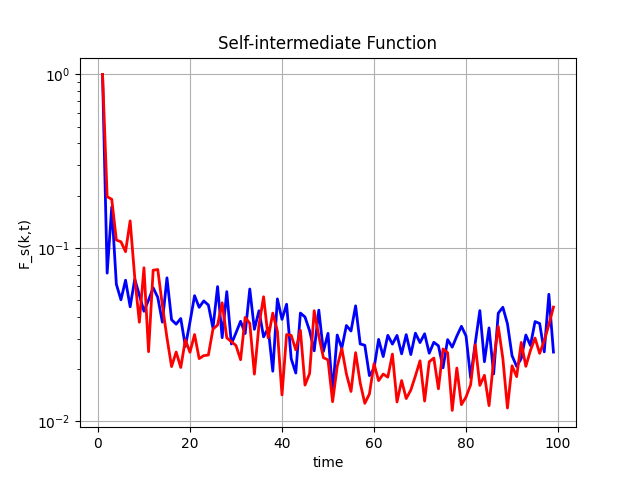 Self-intermediate Function
10⁰
10⁻¹
10⁻²
F_s(k,t)
0 20 40 60 80 100
time